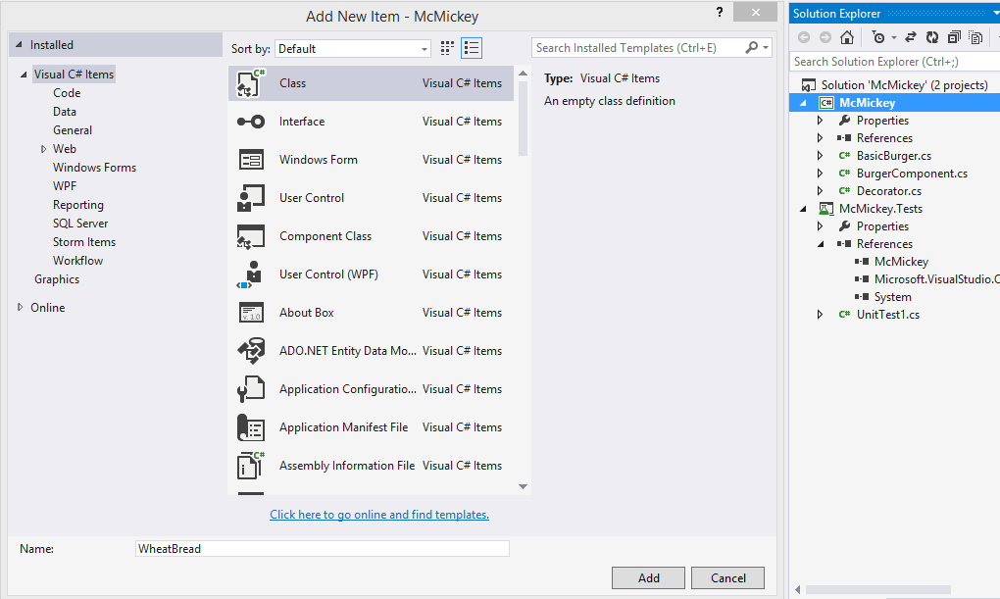 Add New Item - McMickey
?
Installed
Visual C# Items
Code
Data
General
Web
Windows Forms
WPF
Reporting
SQL Server
Storm Items
Workflow
Graphics
Online
Sort by: Default
Class Visual C# Items
Interface Visual C# Items
Windows Form Visual C# Items
User Control Visual C# Items
Component Class Visual C# Items
User Control (WPF) Visual C# Items
About Box Visual C# Items
ADO.NET Entity Data Mo... Visual C# Items
Application Configuratio... Visual C# Items
Application Manifest File Visual C# Items
Assembly Information File Visual C# Items
Click here to go online and find templates.
Search Installed Templates (Ctrl+E)
Type: Visual C# Items
An empty class definition
Name: WheatBread
Add Cancel
Solution Explorer
Search Solution Explorer (Ctrl+;)
Solution 'McMickey' (2 projects)
C# McMickey
Properties
References
C# BasicBurger.cs
C# BurgerComponent.cs
C# Decorator.cs
McMickey.Tests
Properties
References
McMickey
Microsoft.VisualStudio.
System
C# UnitTest1.cs